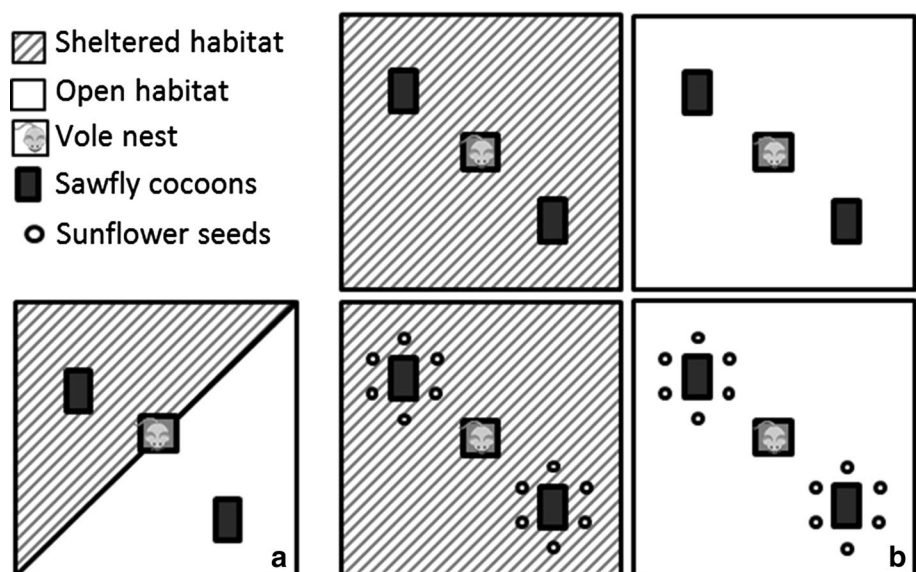 Sheltered habitat
Open habitat
Vole nest
Sawfly cocoons
Sunflower seeds
a
b